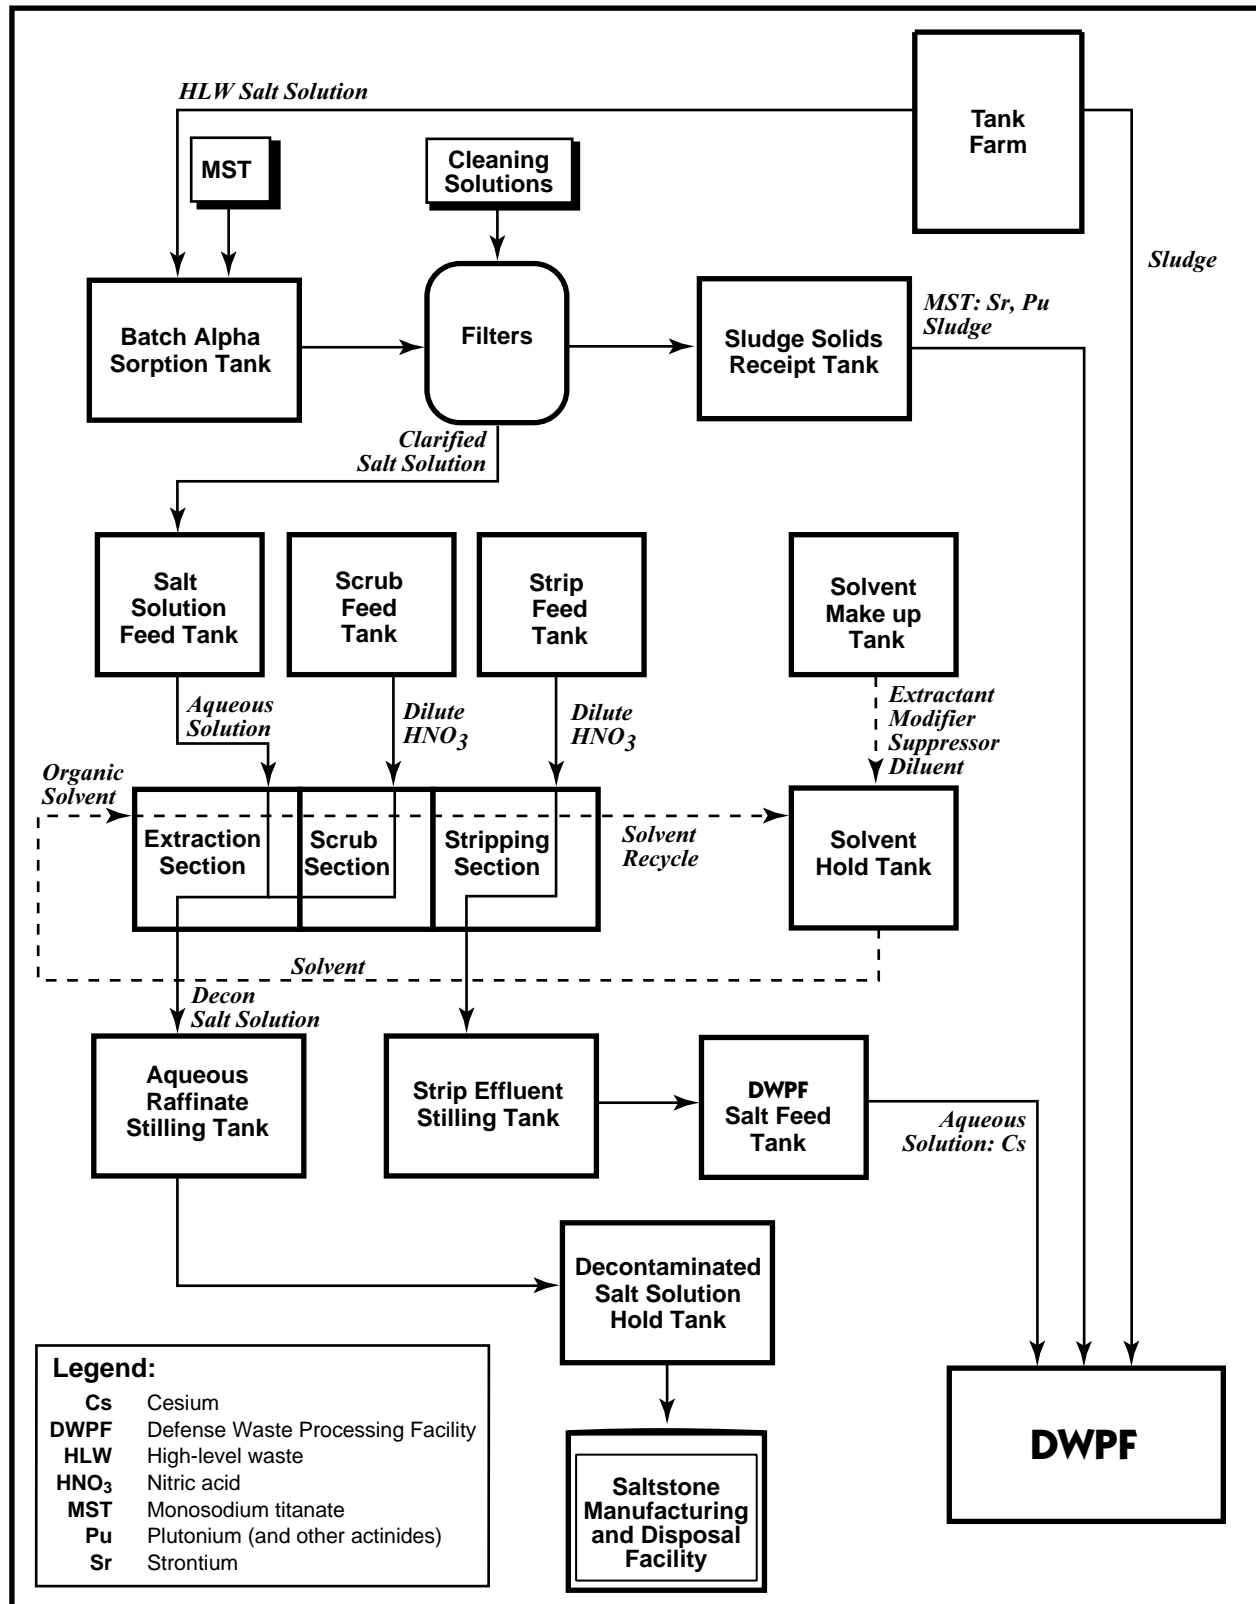 HLW Salt Solution
Tank
Farm
MST
Cleaning
Solutions
Sludge
Batch Alpha
Sorption Tank
Filters
Sludge Solids
Receipt Tank
MST: Sr, Pu
Sludge
Clarified
Salt Solution
Salt
Solution
Feed Tank
Scrub
Feed
Tank
Strip
Feed
Tank
Solvent
Make up
Tank
Aqueous
Solution
Dilute
HNO3
Dilute
HNO3
Extractant
Modifier
Suppressor
Diluent
Organic
Solvent
Extraction
Section
Scrub
Section
Stripping
Section
Solvent
Recycle
Solvent
Hold Tank
Solvent
Decon
Salt Solution
Aqueous
Raffinate
Stilling Tank
Strip Effluent
Stilling Tank
DWPF
Salt Feed
Tank
Aqueous
Solution: Cs
Decontaminated
Salt Solution
Hold Tank
Saltstone
Manufacturing
and Disposal
Facility
DWPF
Legend:
Cs Cesium
DWPF Defense Waste Processing Facility
HLW High-level waste
HNO3 Nitric acid
MST Monosodium titanate
Pu Plutonium (and other actinides)
Sr Strontium